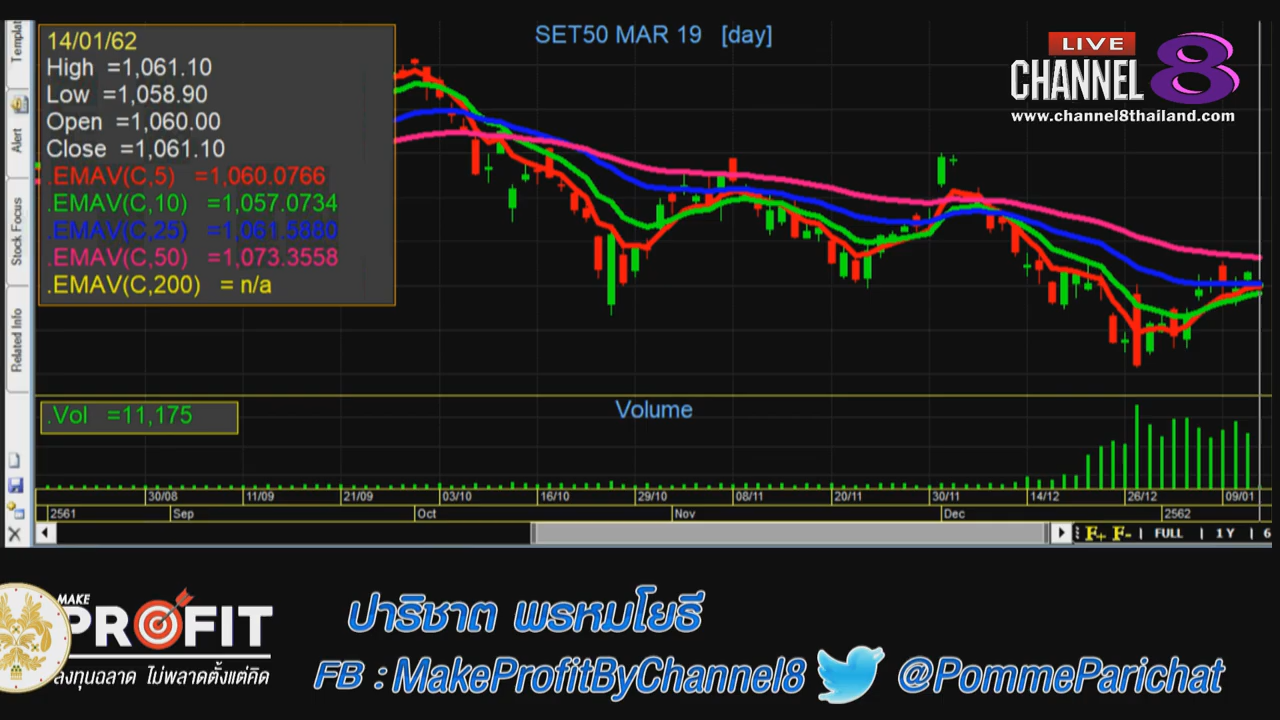 SET50 MAR 19 [day]
LIVE
CHANNEL 8
www.channel8thailand.com
14/01/62
High =1,061.10
Low =1,058.90
Open =1,060.00
Close =1,061.10
.EMAV(C,5) =1,060.0766
.EMAV(C,10) =1,057.0734
.EMAV(C,25) =1,061.5880
.EMAV(C,50) =1,073.3558
.EMAV(C,200) = n/a
Templat
Alert
Stock Focus
Related Info
.Vol =11,175
Volume
30/08 11/09 21/09 03/10 16/10 29/10 08/11 20/11 30/11 14/12 26/12 09/01
2561 Sep Oct Nov Dec 2562
F+ F- | FULL | 1Y | 6
MAKE
PROFIT
ลงทุนฉลาด ไม่พลาดตั้งแต่คิด
ปาริชาต พรหมโยธี
FB : MakeProfitByChannel8 @PommeParichat